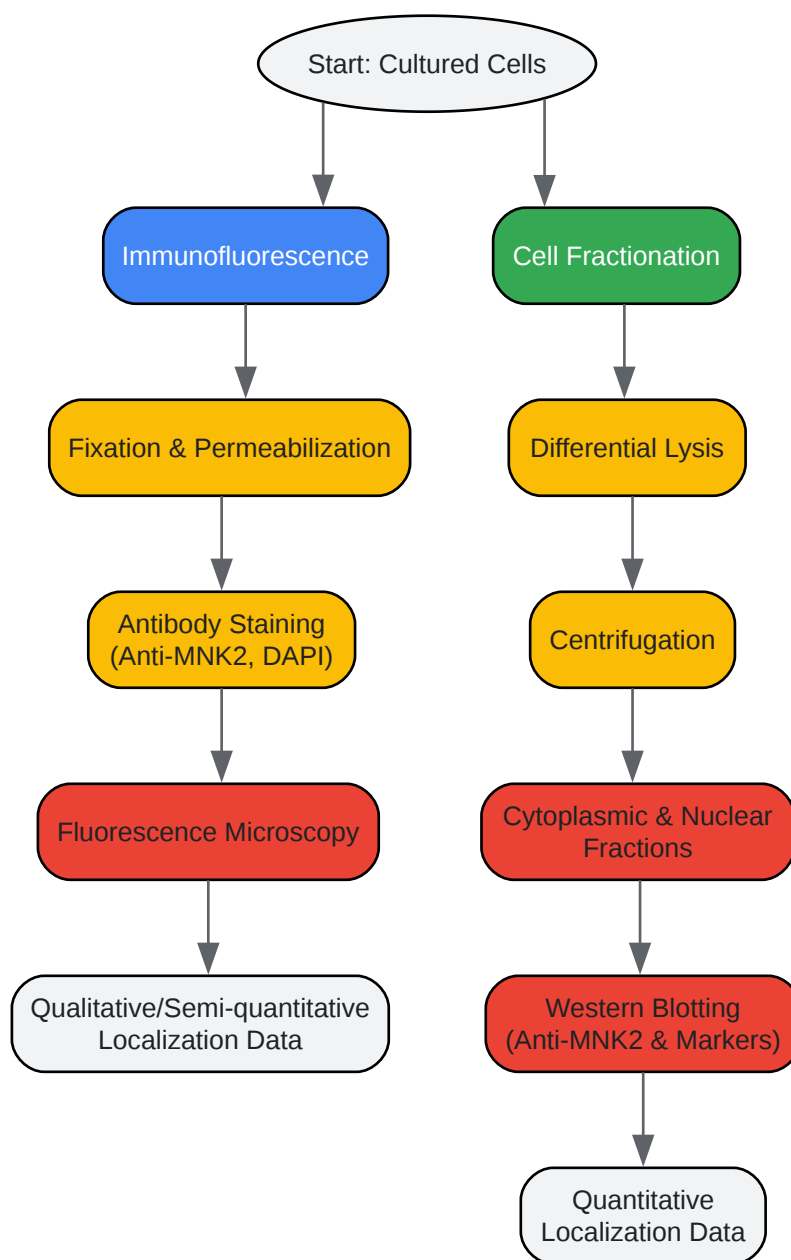 Start: Cultured Cells
Immunofluorescence
Cell Fractionation
Fixation & Permeabilization
Differential Lysis
Antibody Staining
(Anti-MNK2, DAPI)
Centrifugation
Fluorescence Microscopy
Cytoplasmic & Nuclear
Fractions
Qualitative/Semi-quantitative
Localization Data
Western Blotting
(Anti-MNK2 & Markers)
Quantitative
Localization Data